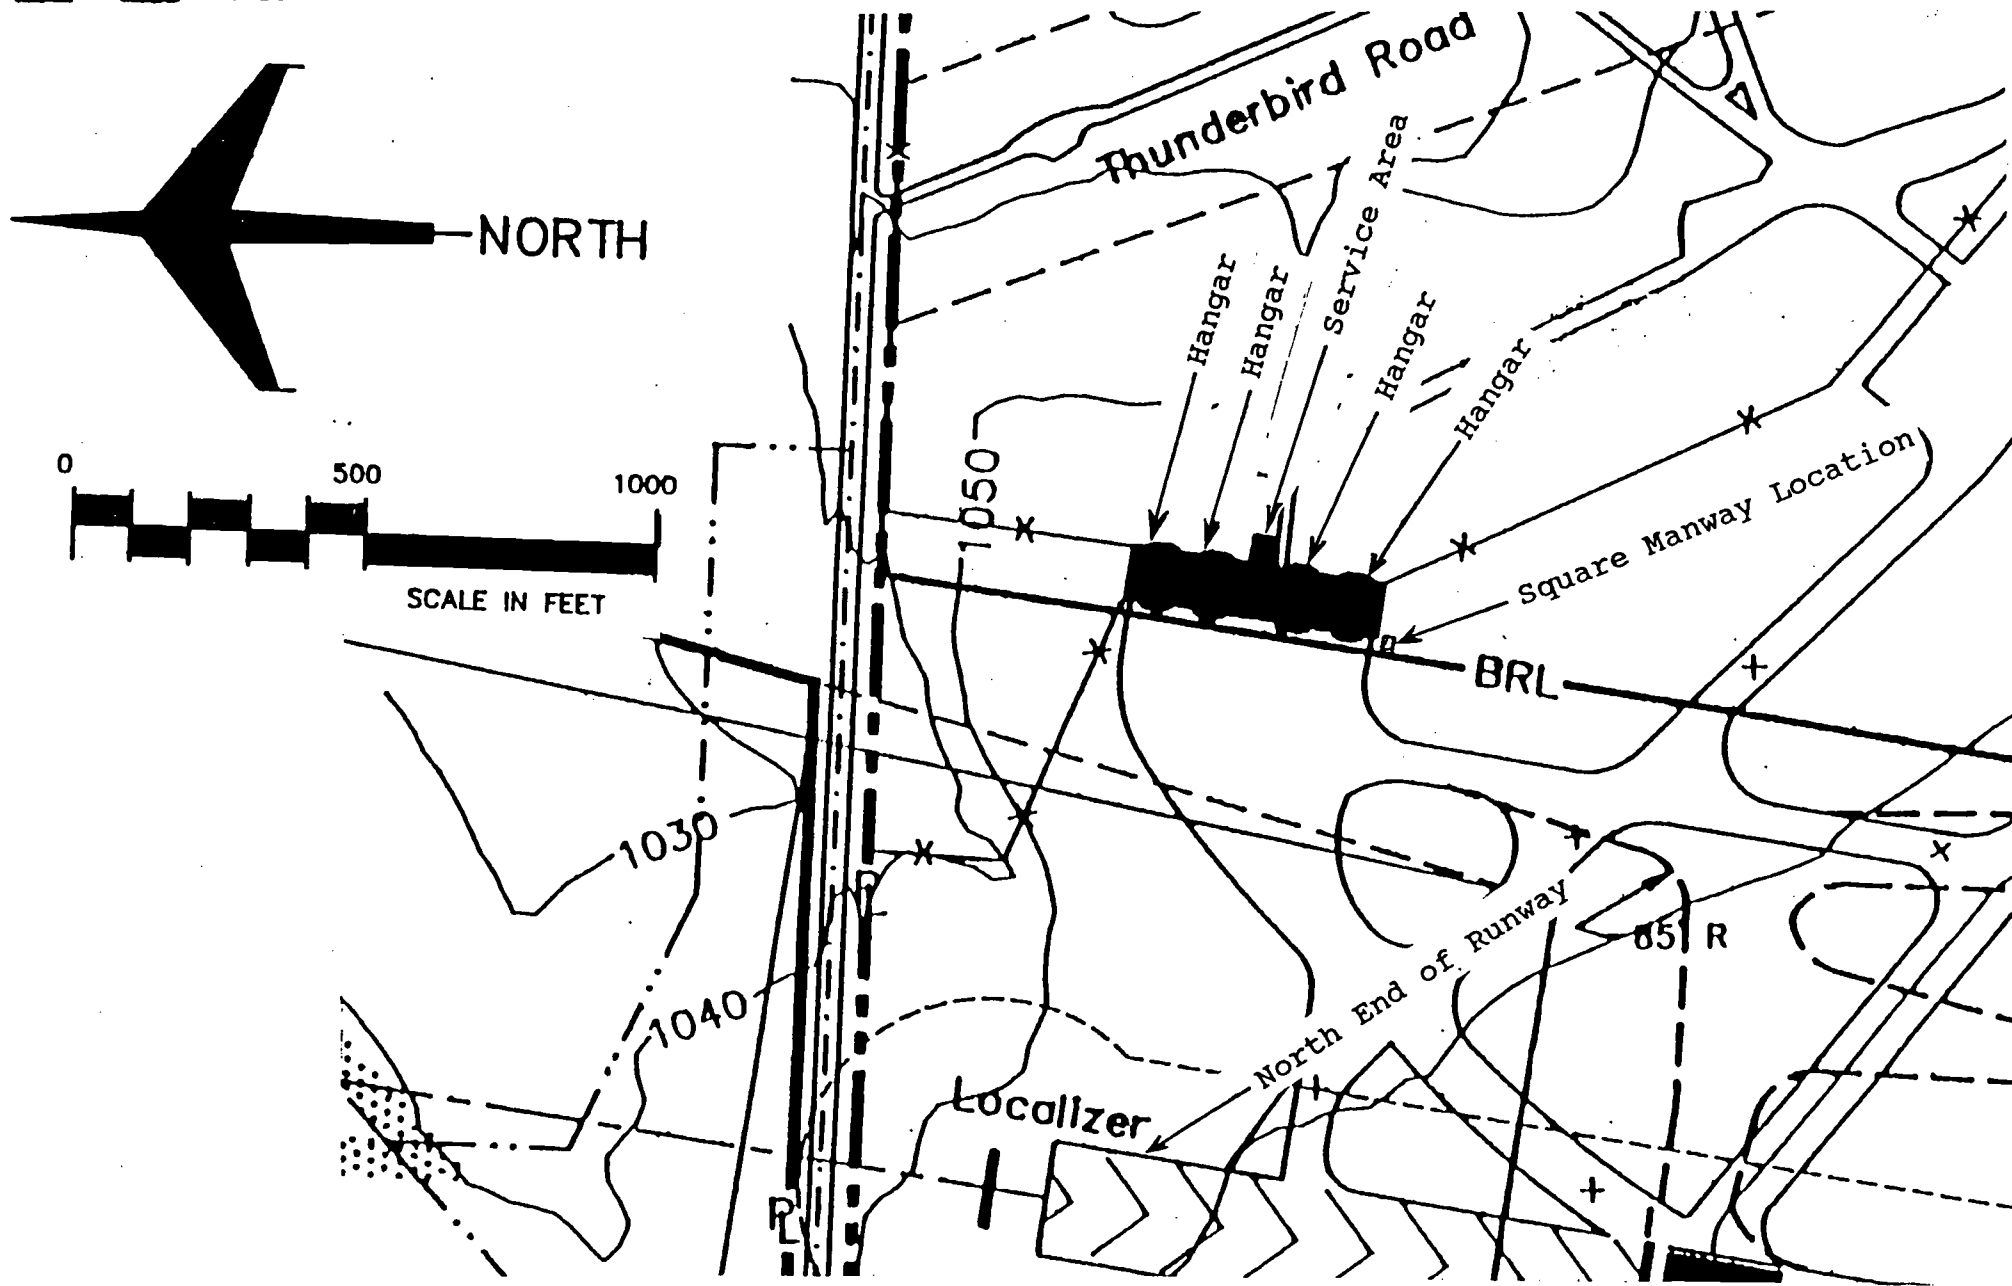 Thunderbird Road
NORTH
Service Area
Hangar
Hangar
Hangar
Hangar
0
500
1000
SCALE IN FEET
1050
Square Manway Location
BRL
1030
1040
R
North End of Runway
Localizer
PL